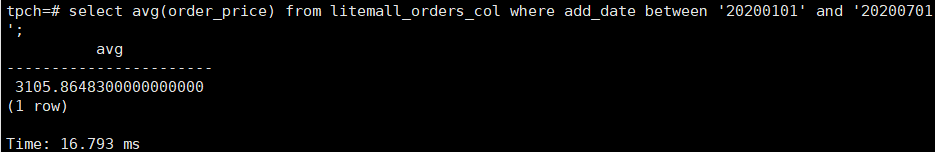 tpch=# select avg(order_price) from litemall_orders_col where add_date between '20200101' and '20200701
';
avg
-----------------------
3105.8648300000000000
(1 row)
Time: 16.793 ms